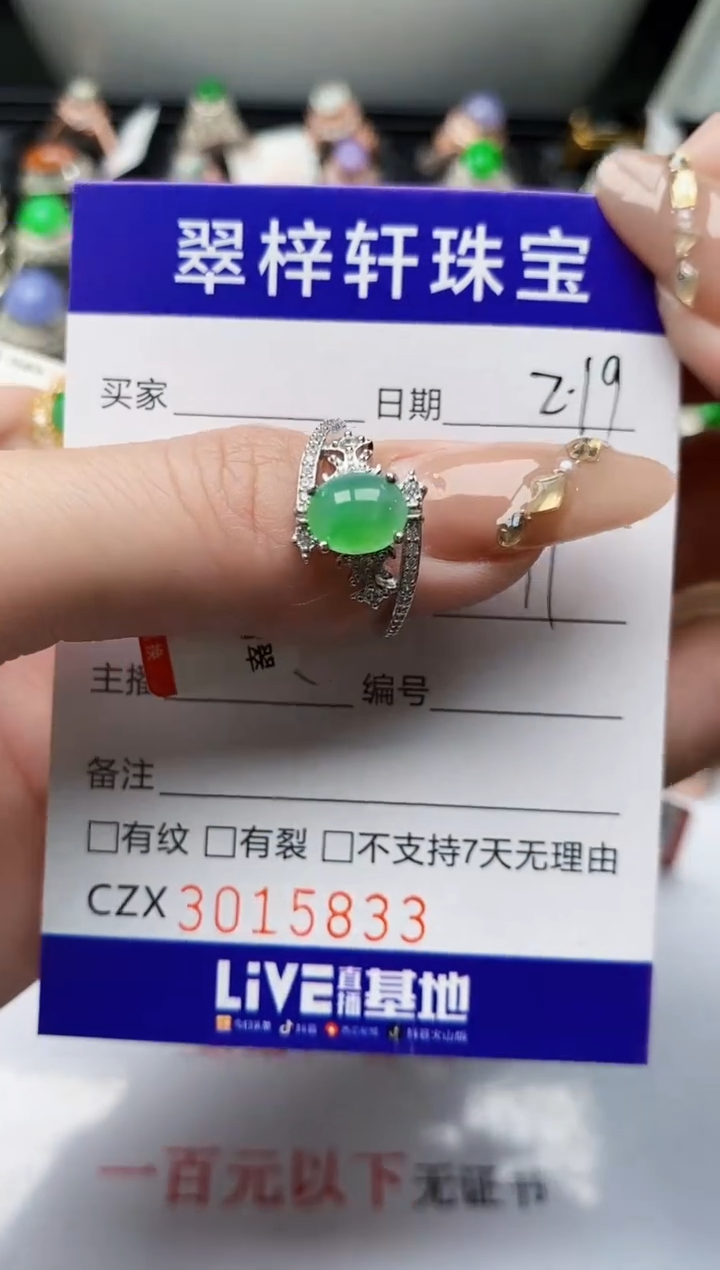 翠梓轩珠宝
买家 日期 2.19
主播 编号
备注
□有纹 □有裂 □不支持7天无理由
CZX 3015833
LiVE直播基地
一百元以下无证书